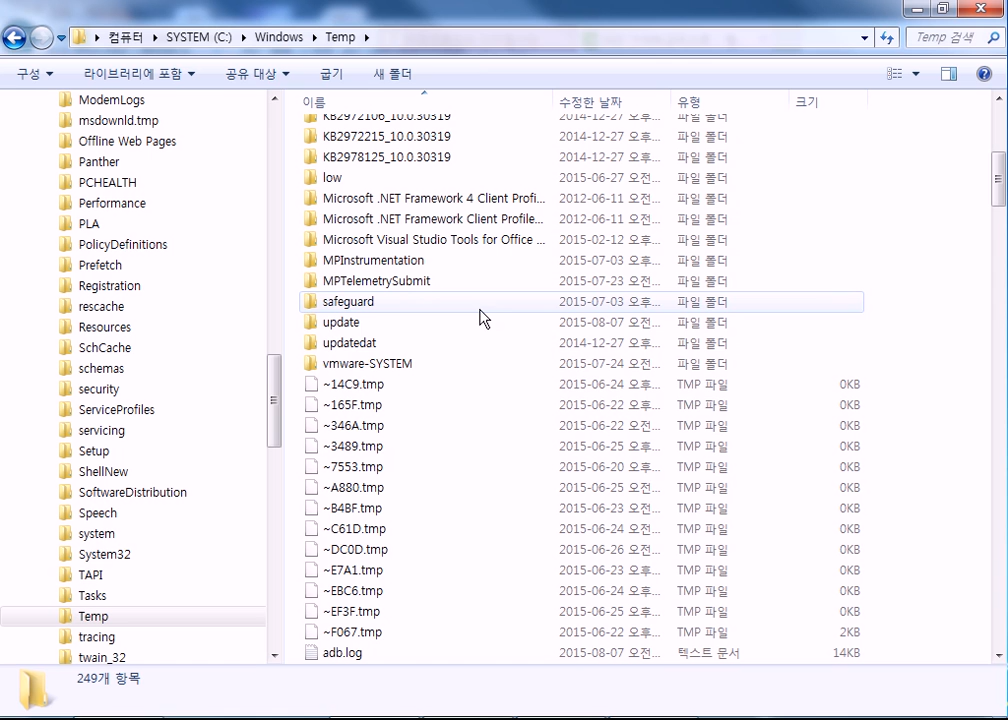 컴퓨터 ▸ SYSTEM (C:) ▸ Windows ▸ Temp ▸
Temp 검색
구성 ▼ 라이브러리에 포함 ▼ 공유 대상 ▼ 굽기 새 폴더
ModemLogs
msdownld.tmp
Offline Web Pages
Panther
PCHEALTH
Performance
PLA
PolicyDefinitions
Prefetch
Registration
rescache
Resources
SchCache
schemas
security
ServiceProfiles
servicing
Setup
ShellNew
SoftwareDistribution
Speech
system
System32
TAPI
Tasks
Temp
tracing
twain_32
이름 수정한 날짜 유형 크기
KB2972106_10.0.30319 2014-12-27 오후... 파일 폴더
KB2972215_10.0.30319 2014-12-27 오후... 파일 폴더
KB2978125_10.0.30319 2014-12-27 오후... 파일 폴더
low 2015-06-27 오전... 파일 폴더
Microsoft .NET Framework 4 Client Profi... 2012-06-11 오전... 파일 폴더
Microsoft .NET Framework Client Profile... 2012-06-11 오전... 파일 폴더
Microsoft Visual Studio Tools for Office ... 2015-02-12 오후... 파일 폴더
MPInstrumentation 2015-07-03 오후... 파일 폴더
MPTelemetrySubmit 2015-07-23 오전... 파일 폴더
safeguard 2015-07-03 오후... 파일 폴더
update 2015-08-07 오전... 파일 폴더
updatedat 2014-12-27 오후... 파일 폴더
vmware-SYSTEM 2015-07-24 오전... 파일 폴더
~14C9.tmp 2015-06-24 오후... TMP 파일 0KB
~165F.tmp 2015-06-22 오전... TMP 파일 0KB
~346A.tmp 2015-06-22 오후... TMP 파일 0KB
~3489.tmp 2015-06-25 오후... TMP 파일 0KB
~7553.tmp 2015-06-20 오후... TMP 파일 0KB
~A880.tmp 2015-06-25 오전... TMP 파일 0KB
~B4BF.tmp 2015-06-23 오전... TMP 파일 0KB
~C61D.tmp 2015-06-24 오전... TMP 파일 0KB
~DC0D.tmp 2015-06-26 오전... TMP 파일 0KB
~E7A1.tmp 2015-06-23 오후... TMP 파일 0KB
~EBC6.tmp 2015-06-24 오전... TMP 파일 0KB
~EF3F.tmp 2015-06-25 오전... TMP 파일 0KB
~F067.tmp 2015-06-22 오후... TMP 파일 2KB
adb.log 2015-08-07 오전... 텍스트 문서 14KB
249개 항목